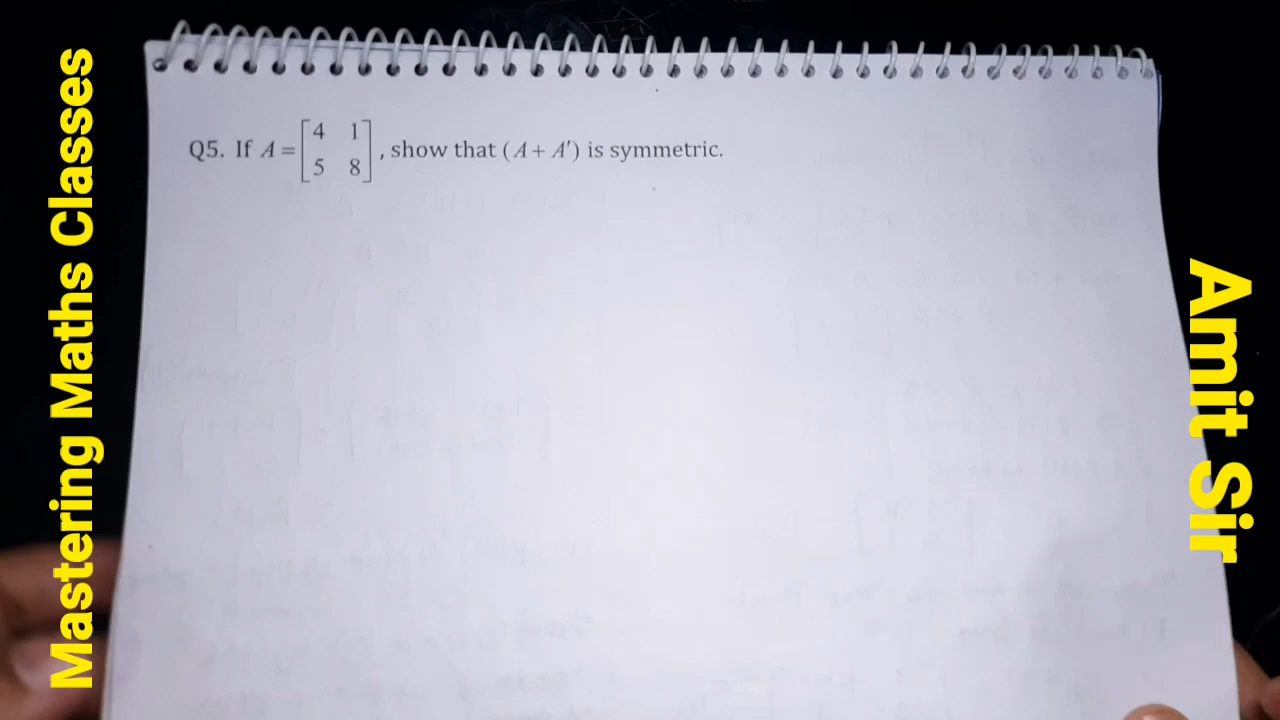 Mastering Maths Classes
Q5. If A = [4 1
5 8], show that (A + A′) is symmetric.
Amit Sir